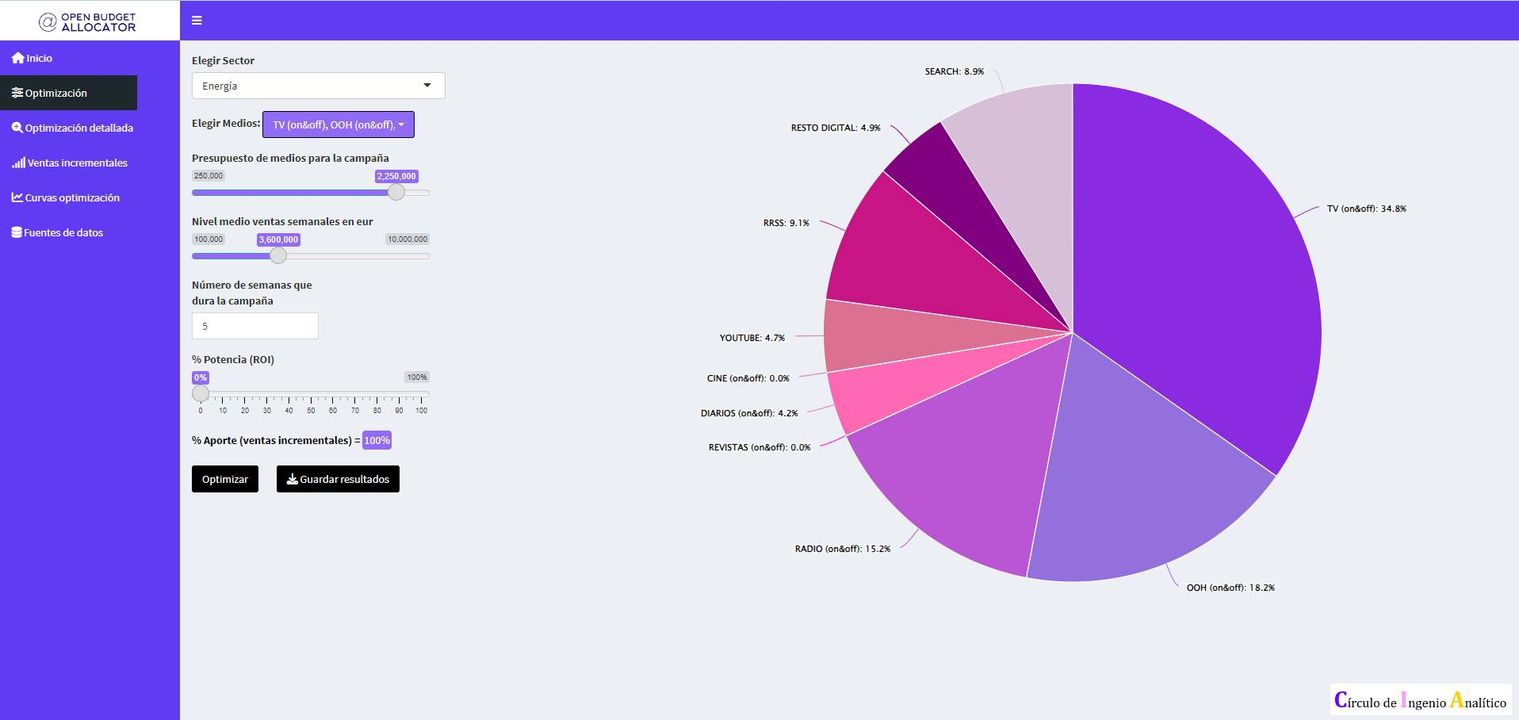 @ OPEN BUDGET
ALLOCATOR
Inicio
Optimización
Optimización detallada
Ventas incrementales
Curvas optimización
Fuentes de datos
Elegir Sector
Energía
Elegir Medios: TV (on&off), OOH (on&off),
Presupuesto de medios para la campaña
250,000 2,250,000
Nivel medio ventas semanales en eur
100,000 3,600,000 10,000,000
Número de semanas que
dura la campaña
5
% Potencia (ROI)
0% 100%
0 10 20 30 40 50 60 70 80 90 100
% Aporte (ventas incrementales) = 100%
Optimizar Guardar resultados
SEARCH: 8.9%
RESTO DIGITAL: 4.9%
TV (on&off): 34.8%
RRSS: 9.1%
YOUTUBE: 4.7%
CINE (on&off): 0.0%
DIARIOS (on&off): 4.2%
REVISTAS (on&off): 0.0%
RADIO (on&off): 15.2%
OOH (on&off): 18.2%
Círculo de Ingenio Analítico